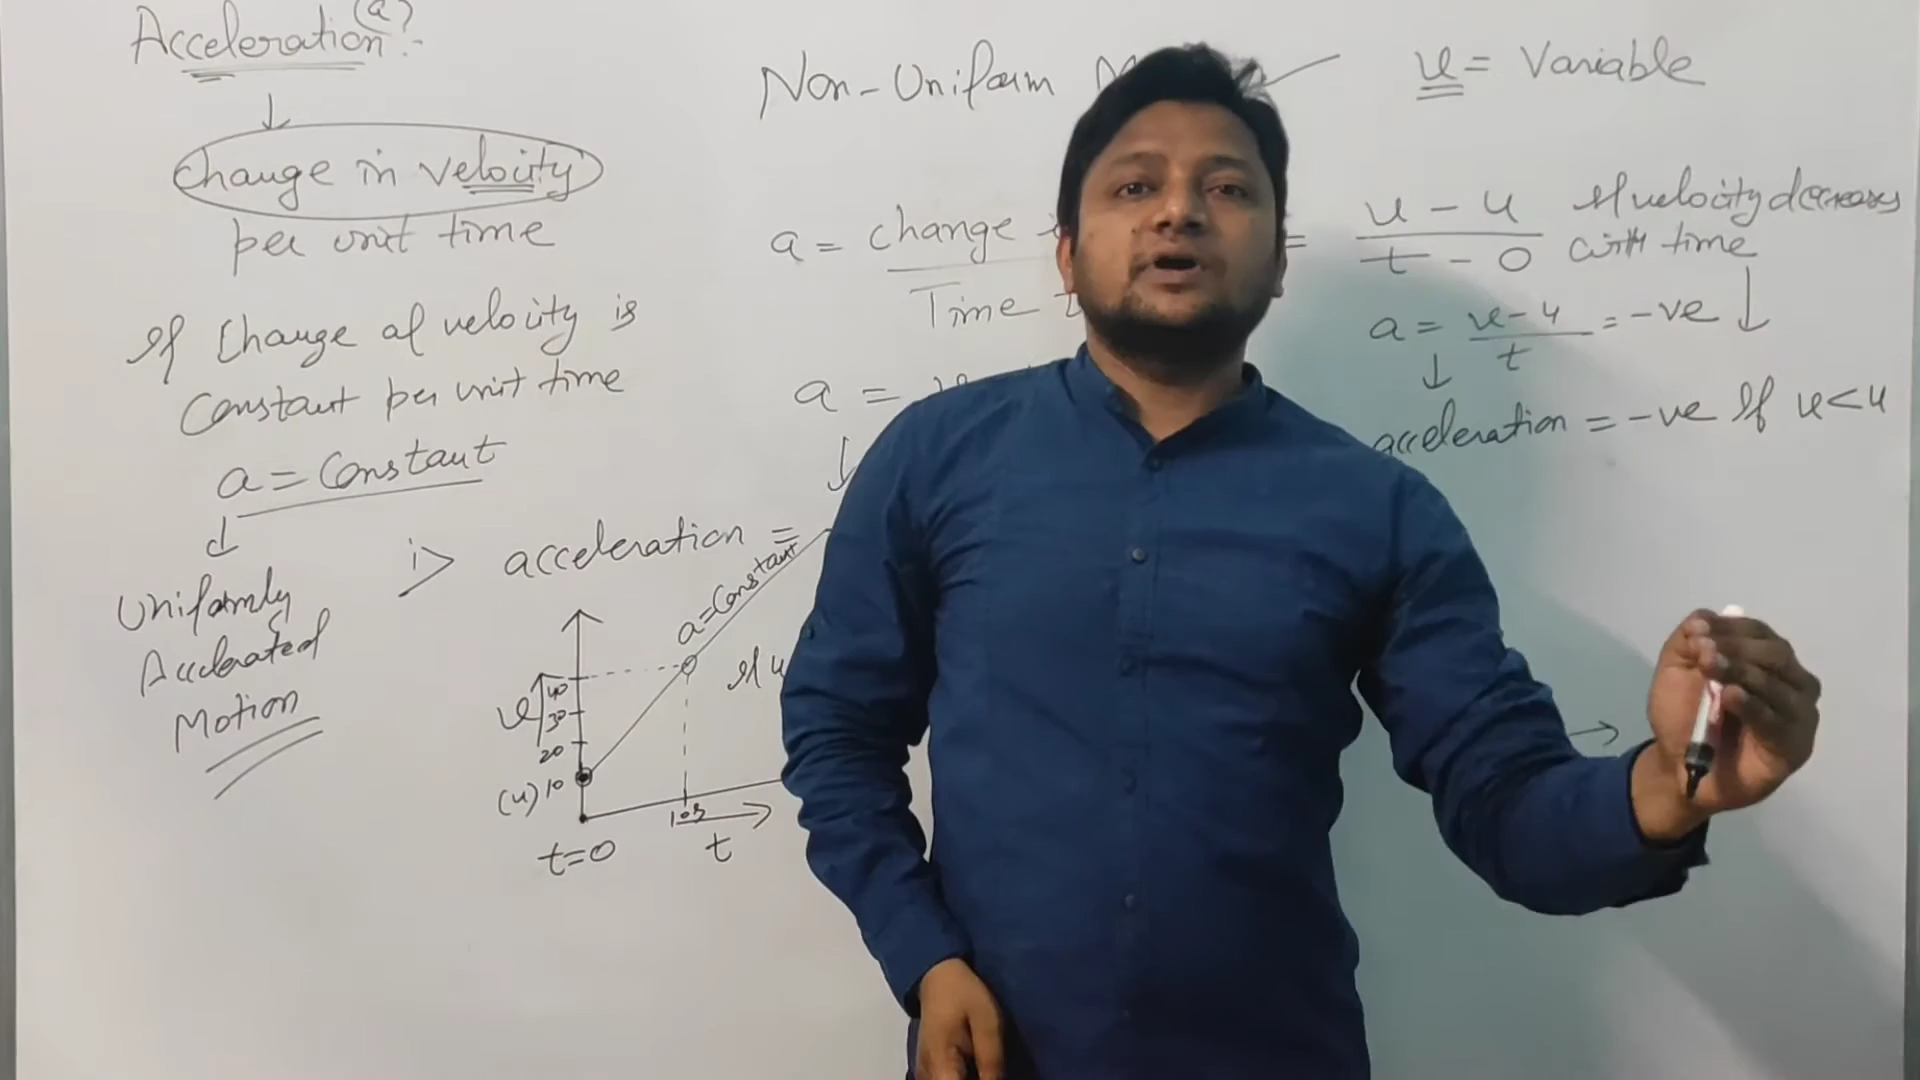 Acceleration:- (a)
Change in velocity
per unit time
If Change of velocity is
Constant per unit time
a = Constant
Uniformly
Accelerated
Motion
Non-Uniform
v = Variable
a = change
Time
= v - u
t - 0
If velocity decreases
with time
a = v-u = -ve
t
a =
acceleration = -ve If v<u
i> acceleration =
a=Constant
v
40
30
20
(u) 10
If u
10s
t=0
t